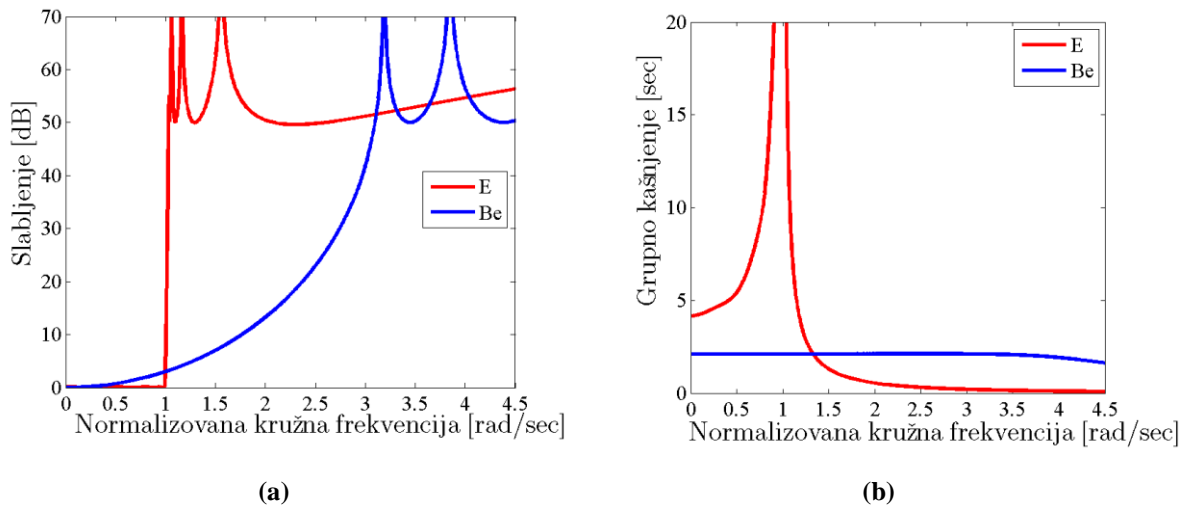 70
60
50
40
30
20
10
0
Slabljenje [dB]
E
Be
0 0.5 1 1.5 2 2.5 3 3.5 4 4.5
Normalizovana kružna frekvencija [rad/sec]
(a)
20
15
10
5
0
Grupno kašnjenje [sec]
E
Be
0 0.5 1 1.5 2 2.5 3 3.5 4 4.5
Normalizovana kružna frekvencija [rad/sec]
(b)